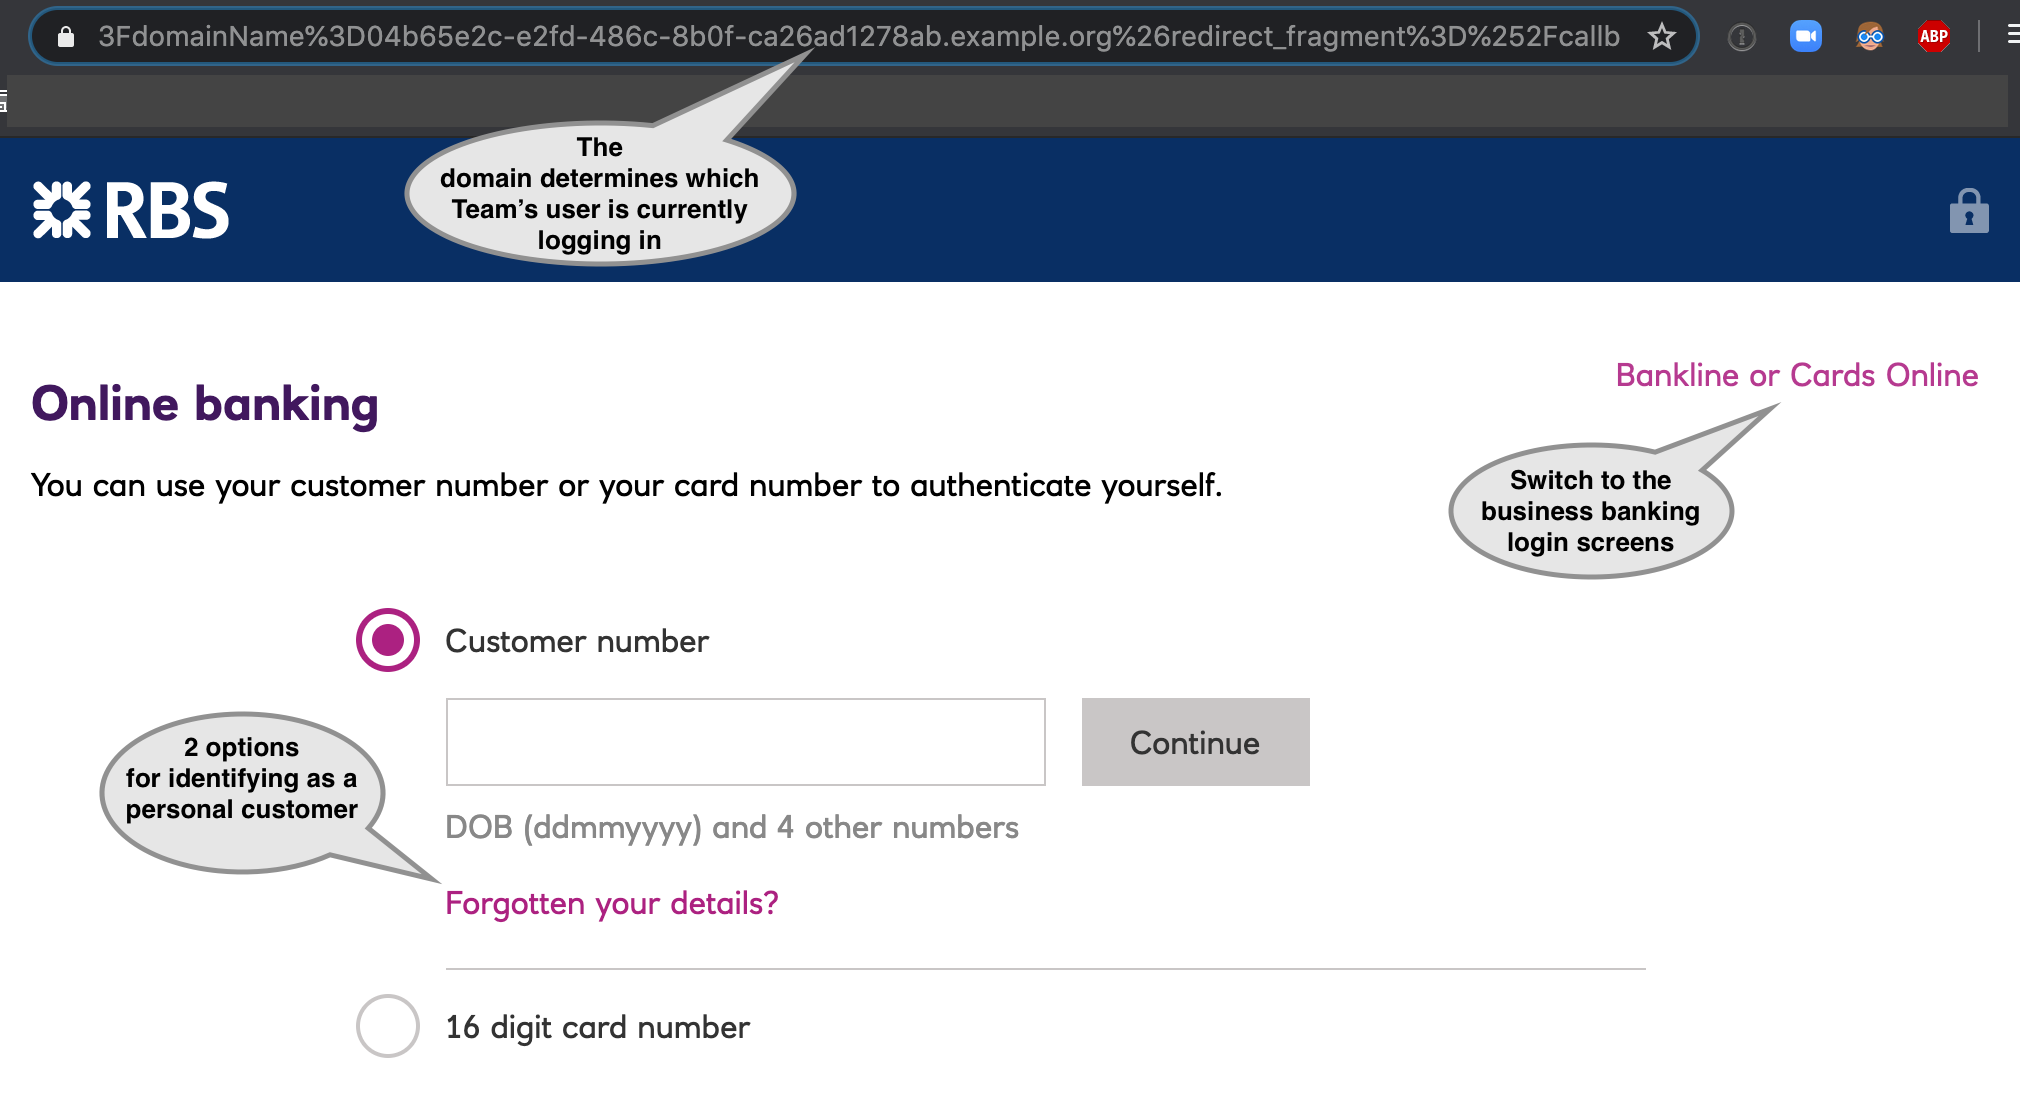 3FdomainName%3D04b65e2c-e2fd-486c-8b0f-ca26ad1278ab.example.org%26redirect_fragment%3D%252Fcallb
ABP
The
domain determines which
Team’s user is currently
logging in
RBS
Online banking
Bankline or Cards Online
You can use your customer number or your card number to authenticate yourself.
Switch to the
business banking
login screens
Customer number
Continue
2 options
for identifying as a
personal customer
DOB (ddmmyyyy) and 4 other numbers
Forgotten your details?
16 digit card number